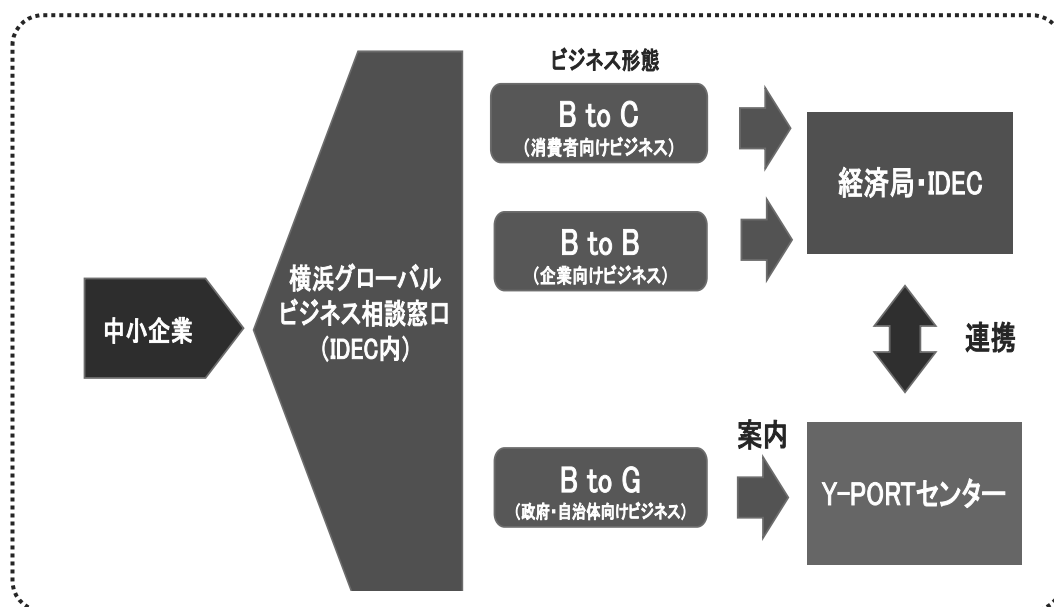 ビジネス形態
B to C
（消費者向けビジネス）
B to B
（企業向けビジネス）
B to G
（政府・自治体向けビジネス）
中小企業
横浜グローバル
ビジネス相談窓口
（IDEC内）
経済局・IDEC
連携
案内
Y-PORTセンター